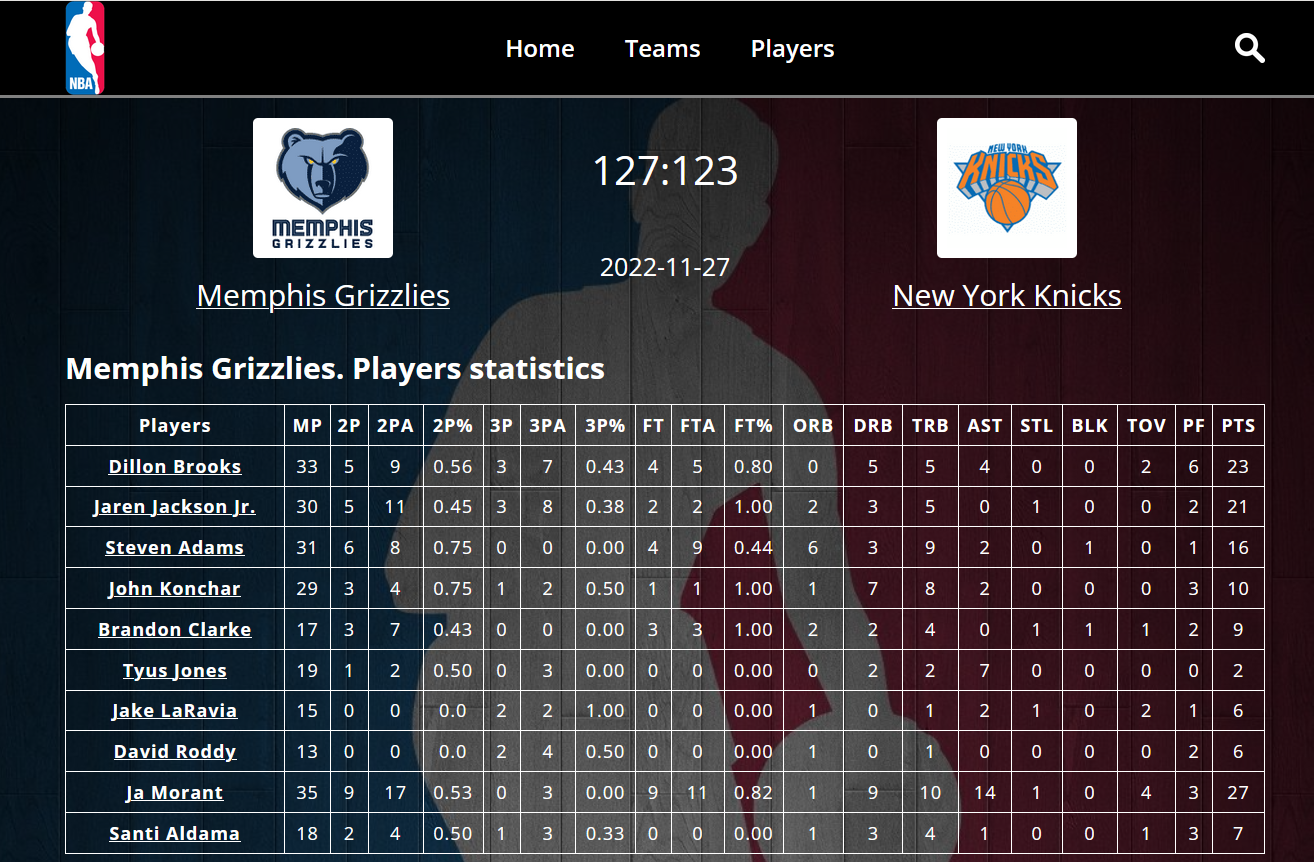 NBA
Home Teams Players
MEMPHIS
GRIZZLIES
127:123
NEW YORK
KNICKS
2022-11-27
Memphis Grizzlies
New York Knicks
Memphis Grizzlies. Players statistics
Players MP 2P 2PA 2P% 3P 3PA 3P% FT FTA FT% ORB DRB TRB AST STL BLK TOV PF PTS
Dillon Brooks 33 5 9 0.56 3 7 0.43 4 5 0.80 0 5 5 4 0 0 2 6 23
Jaren Jackson Jr. 30 5 11 0.45 3 8 0.38 2 2 1.00 2 3 5 0 1 0 0 2 21
Steven Adams 31 6 8 0.75 0 0 0.00 4 9 0.44 6 3 9 2 0 1 0 1 16
John Konchar 29 3 4 0.75 1 2 0.50 1 1 1.00 1 7 8 2 0 0 0 3 10
Brandon Clarke 17 3 7 0.43 0 0 0.00 3 3 1.00 2 2 4 0 1 1 1 2 9
Tyus Jones 19 1 2 0.50 0 3 0.00 0 0 0.00 0 2 2 7 0 0 0 0 2
Jake LaRavia 15 0 0 0.0 2 2 1.00 0 0 0.00 1 0 1 2 1 0 2 1 6
David Roddy 13 0 0 0.0 2 4 0.50 0 0 0.00 1 0 1 0 0 0 0 2 6
Ja Morant 35 9 17 0.53 0 3 0.00 9 11 0.82 1 9 10 14 1 0 4 3 27
Santi Aldama 18 2 4 0.50 1 3 0.33 0 0 0.00 1 3 4 1 0 0 1 3 7